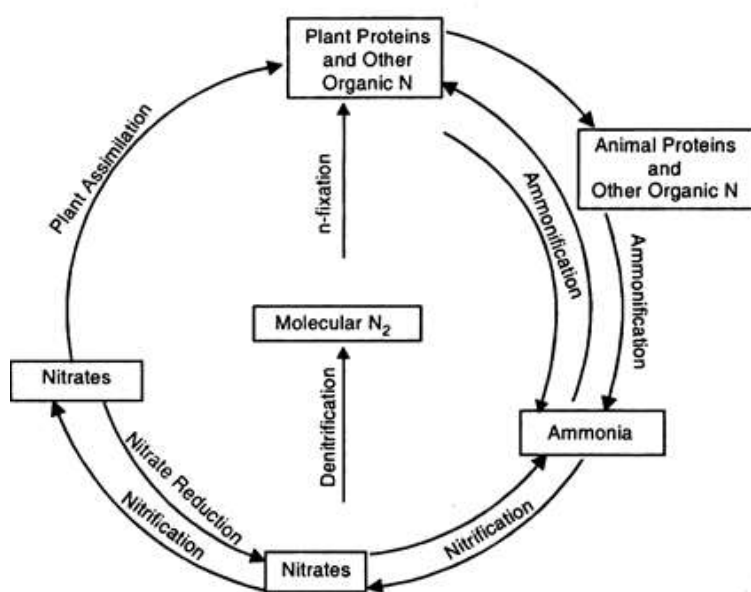 Plant Proteins
and Other
Organic N
Plant Assimilation
n-fixation
Ammonification
Animal Proteins
and
Other Organic N
Ammonification
Molecular N₂
Nitrates
Denitrification
Ammonia
Nitrate Reduction
Nitrification
Nitrification
Nitrates